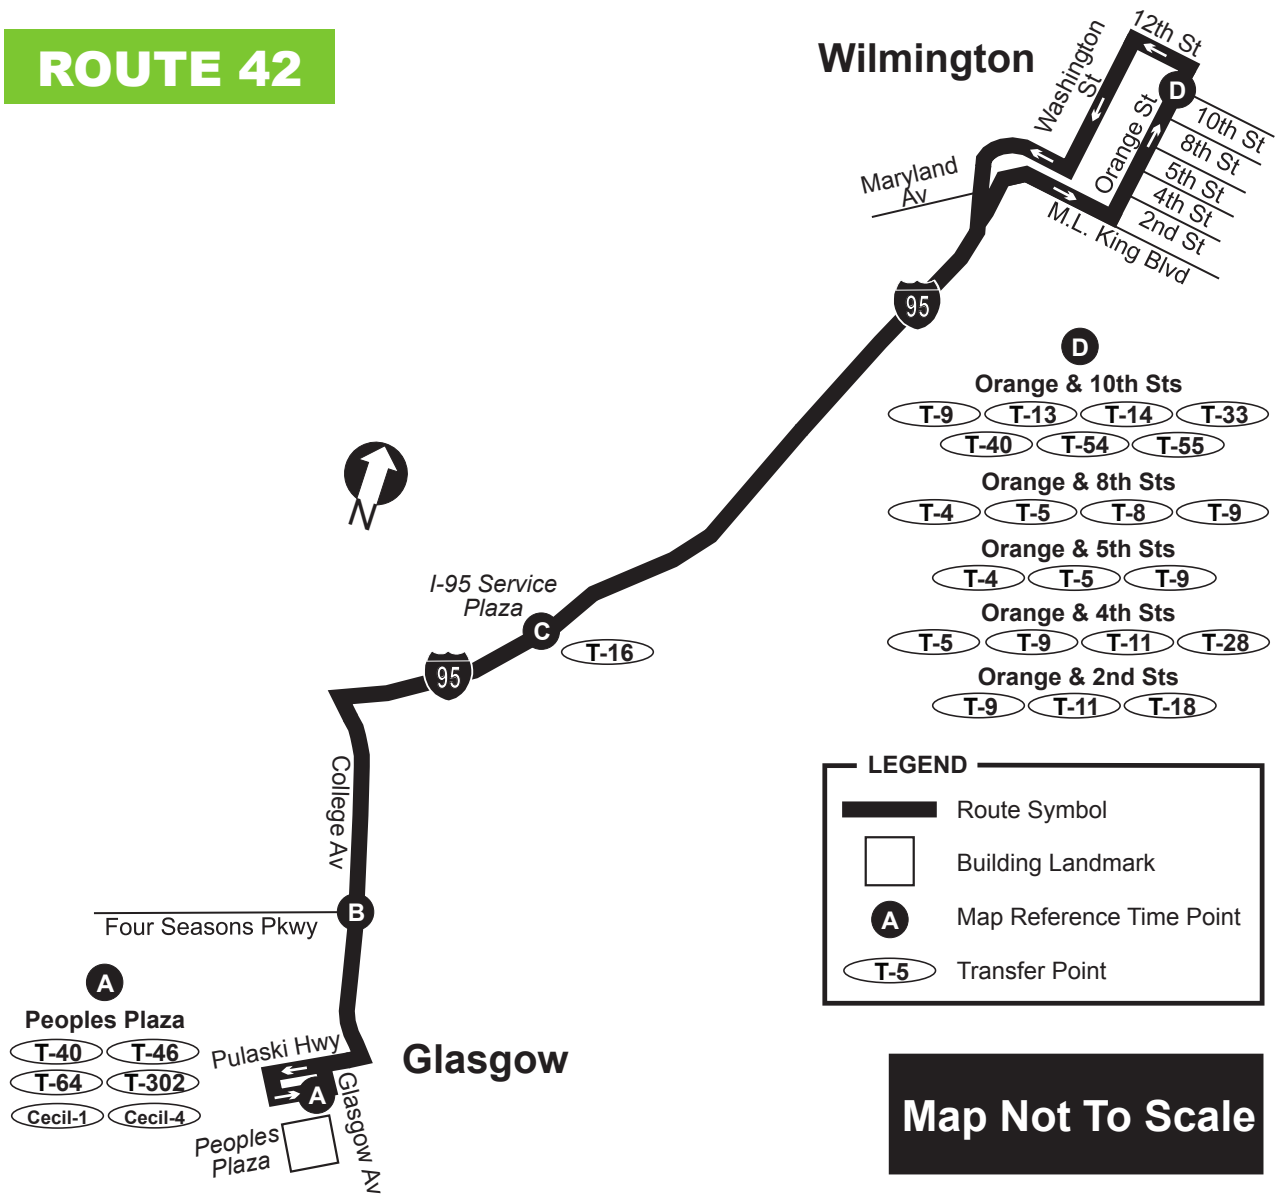 ROUTE 42
Wilmington
12th St
Washington
St
D
Orange St
10th St
8th St
5th St
4th St
2nd St
Maryland
Av
M.L. King Blvd
95
D
Orange & 10th Sts
T-9 T-13 T-14 T-33
T-40 T-54 T-55
Orange & 8th Sts
T-4 T-5 T-8 T-9
Orange & 5th Sts
T-4 T-5 T-9
Orange & 4th Sts
T-5 T-9 T-11 T-28
Orange & 2nd Sts
T-9 T-11 T-18
N
I-95 Service
Plaza
C
T-16
95
College Av
B
Four Seasons Pkwy
A
Peoples Plaza
T-40 T-46
T-64 T-302
Cecil-1 Cecil-4
Pulaski Hwy
Glasgow
A
Glasgow Av
Peoples
Plaza
LEGEND
Route Symbol
Building Landmark
A Map Reference Time Point
T-5 Transfer Point
Map Not To Scale